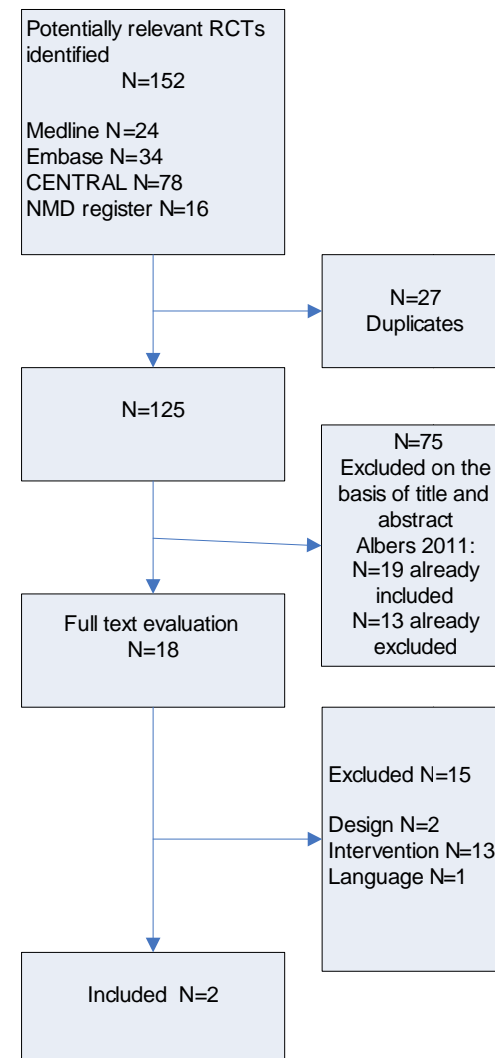 Potentially relevant RCTs
identified
N=152
Medline N=24
Embase N=34
CENTRAL N=78
NMD register N=16
N=27
Duplicates
N=125
N=75
Excluded on the
basis of title and
abstract
Albers 2011:
N=19 already
included
N=13 already
excluded
Full text evaluation
N=18
Excluded N=15
Design N=2
Intervention N=13
Language N=1
Included N=2